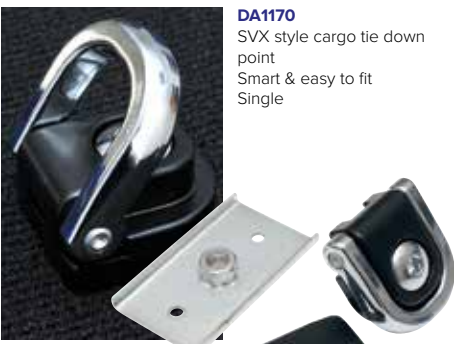 DA1170
SVX style cargo tie down
point
Smart & easy to fit
Single